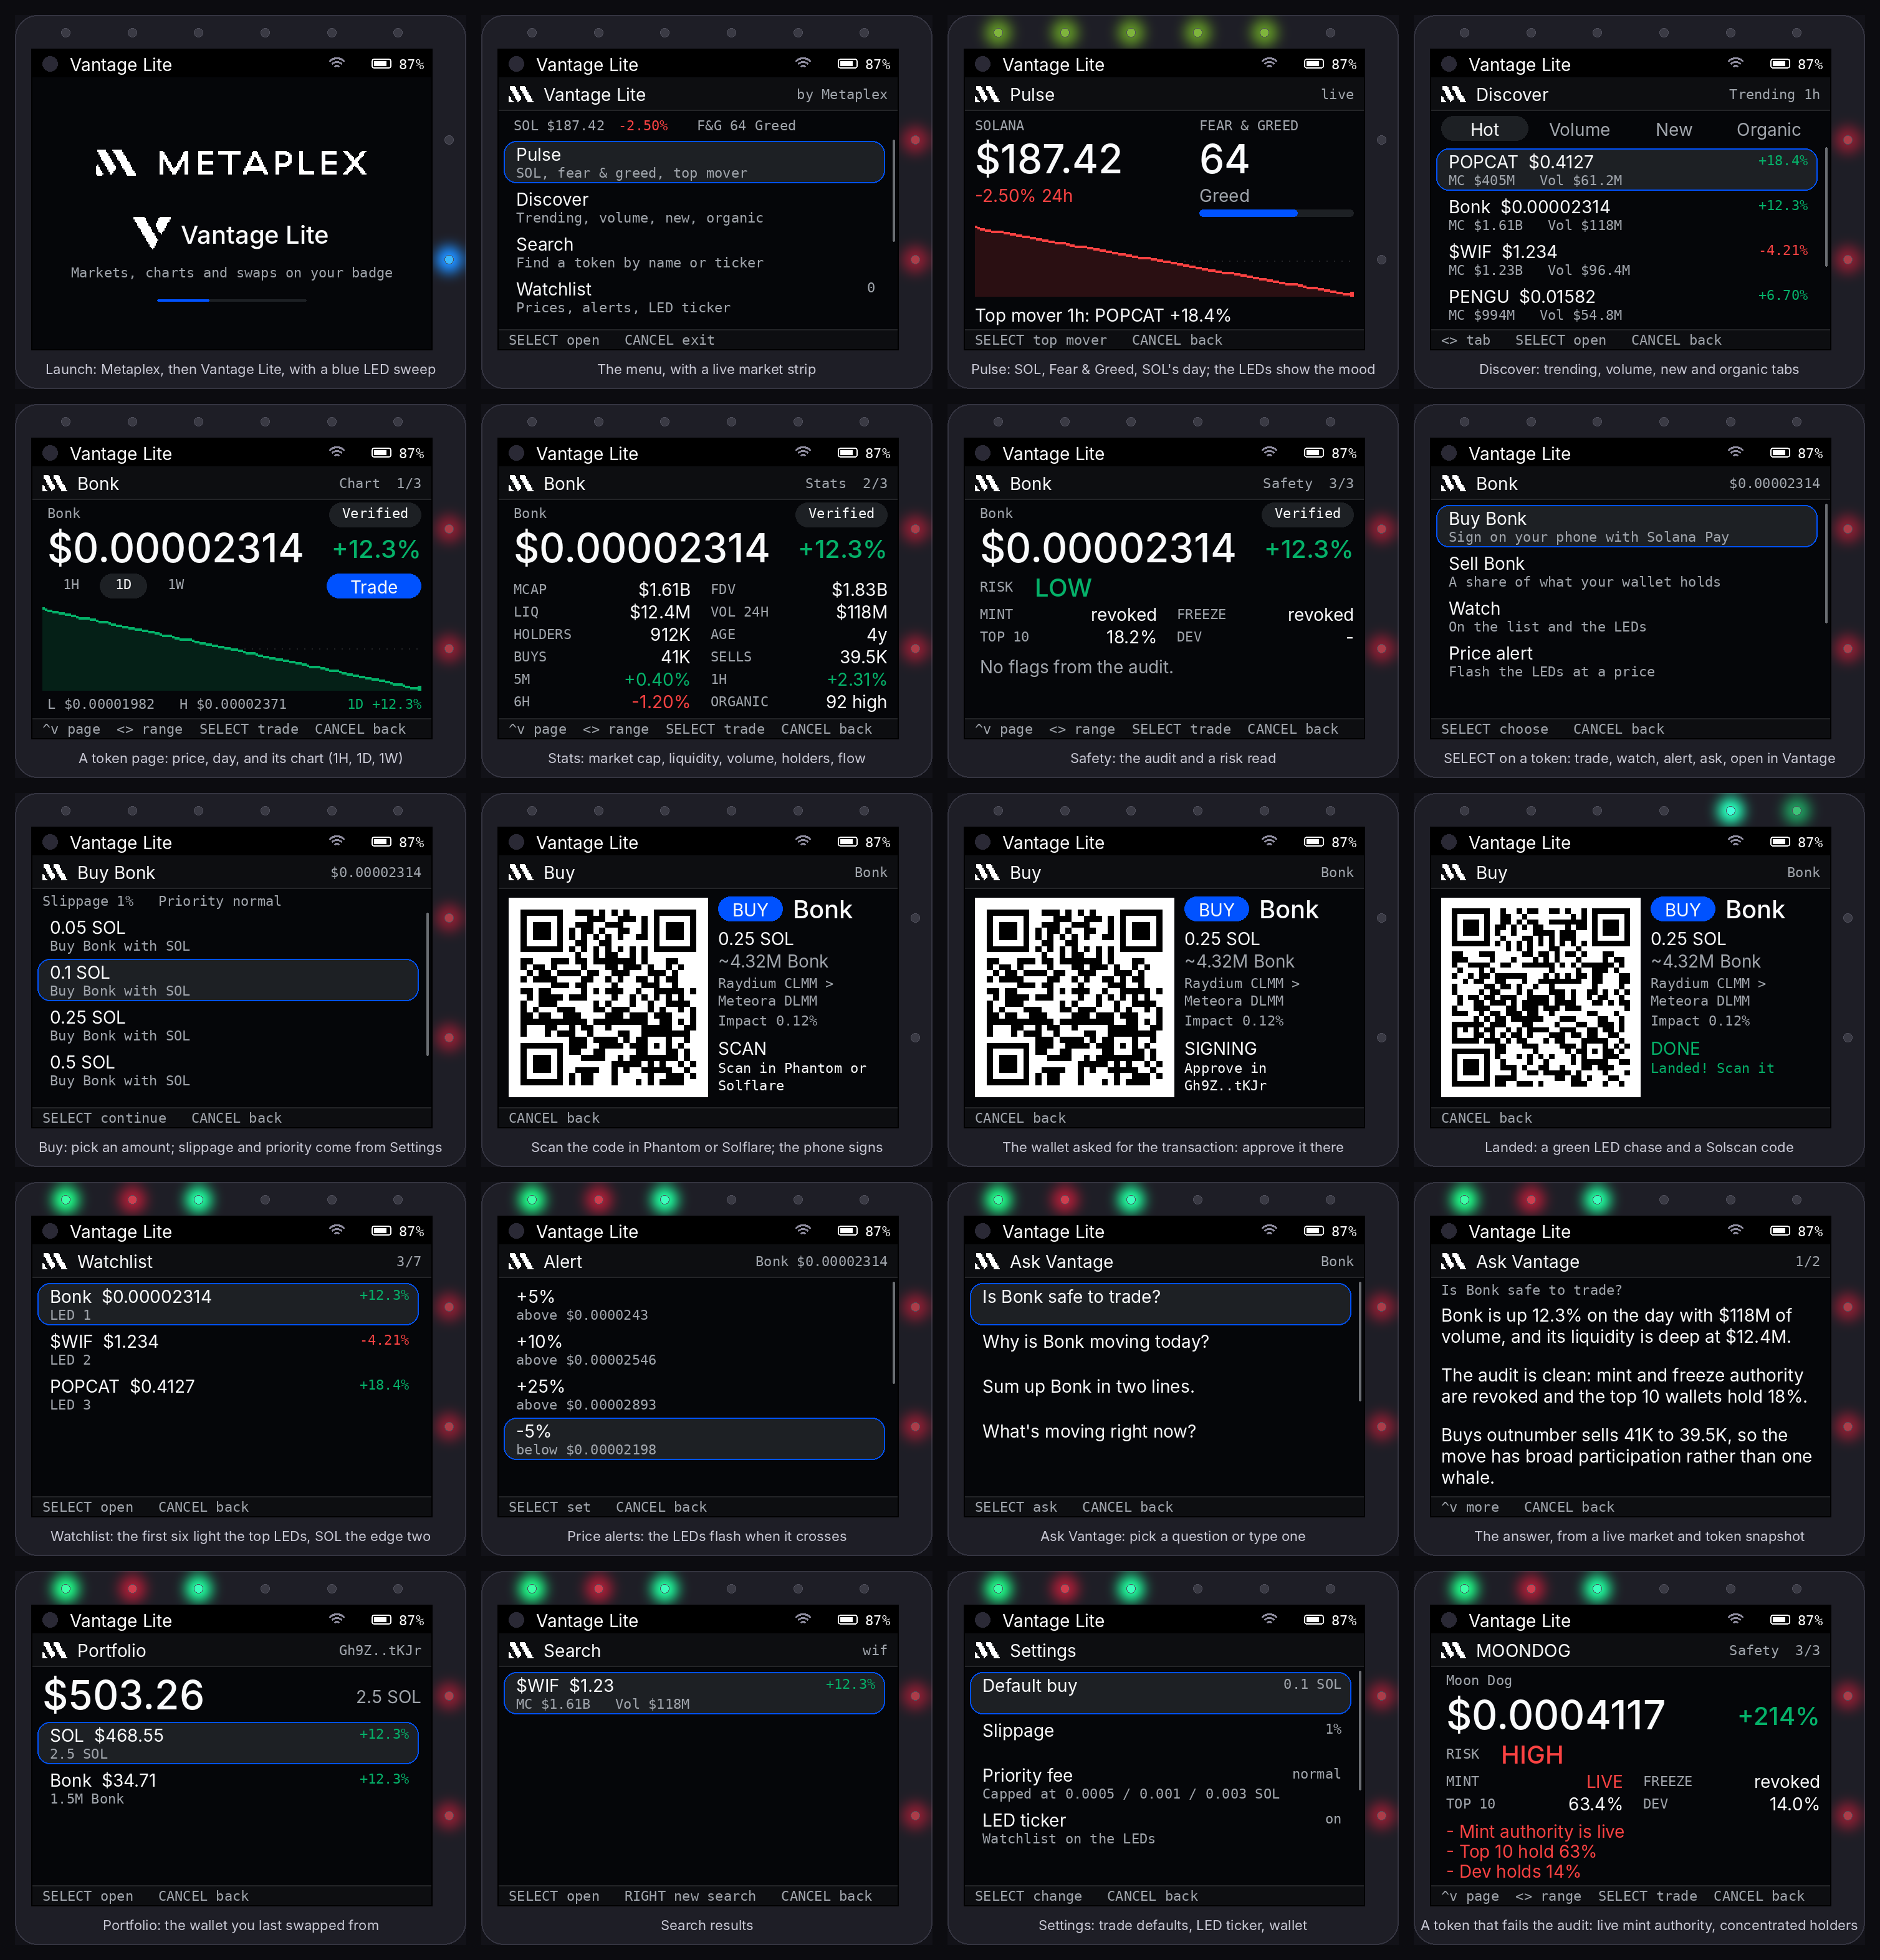 Vantage Lite 87%
METAPLEX
Vantage Lite
Markets, charts and swaps on your badge
Launch: Metaplex, then Vantage Lite, with a blue LED sweep
Vantage Lite 87%
Vantage Lite by Metaplex
SOL $187.42 -2.50% F&G 64 Greed
Pulse
SOL, fear & greed, top mover
Discover
Trending, volume, new, organic
Search
Find a token by name or ticker
Watchlist 0
Prices, alerts, LED ticker
SELECT open CANCEL exit
The menu, with a live market strip
Vantage Lite 87%
Pulse live
SOLANA FEAR & GREED
$187.42 64
-2.50% 24h Greed
Top mover 1h: POPCAT +18.4%
SELECT top mover CANCEL back
Pulse: SOL, Fear & Greed, SOL's day; the LEDs show the mood
Vantage Lite 87%
Discover Trending 1h
Hot Volume New Organic
POPCAT $0.4127 +18.4%
MC $405M Vol $61.2M
Bonk $0.00002314 +12.3%
MC $1.61B Vol $118M
$WIF $1.234 -4.21%
MC $1.23B Vol $96.4M
PENGU $0.01582 +6.70%
MC $994M Vol $54.8M
<> tab SELECT open CANCEL back
Discover: trending, volume, new and organic tabs
Vantage Lite 87%
Bonk Chart 1/3
Bonk Verified
$0.00002314 +12.3%
1H 1D 1W Trade
L $0.00001982 H $0.00002371 1D +12.3%
^v page <> range SELECT trade CANCEL back
A token page: price, day, and its chart (1H, 1D, 1W)
Vantage Lite 87%
Bonk Stats 2/3
Bonk Verified
$0.00002314 +12.3%
MCAP $1.61B FDV $1.83B
LIQ $12.4M VOL 24H $118M
HOLDERS 912K AGE 4y
BUYS 41K SELLS 39.5K
5M +0.40% 1H +2.31%
6H -1.20% ORGANIC 92 high
^v page <> range SELECT trade CANCEL back
Stats: market cap, liquidity, volume, holders, flow
Vantage Lite 87%
Bonk Safety 3/3
Bonk Verified
$0.00002314 +12.3%
RISK LOW
MINT revoked FREEZE revoked
TOP 10 18.2% DEV -
No flags from the audit.
^v page <> range SELECT trade CANCEL back
Safety: the audit and a risk read
Vantage Lite 87%
Bonk $0.00002314
Buy Bonk
Sign on your phone with Solana Pay
Sell Bonk
A share of what your wallet holds
Watch
On the list and the LEDs
Price alert
Flash the LEDs at a price
SELECT choose CANCEL back
SELECT on a token: trade, watch, alert, ask, open in Vantage
Vantage Lite 87%
Buy Bonk $0.00002314
Slippage 1% Priority normal
0.05 SOL
Buy Bonk with SOL
0.1 SOL
Buy Bonk with SOL
0.25 SOL
Buy Bonk with SOL
0.5 SOL
Buy Bonk with SOL
SELECT continue CANCEL back
Buy: pick an amount; slippage and priority come from Settings
Vantage Lite 87%
Buy Bonk
BUY Bonk
0.25 SOL
~4.32M Bonk
Raydium CLMM >
Meteora DLMM
Impact 0.12%
SCAN
Scan in Phantom or
Solflare
CANCEL back
Scan the code in Phantom or Solflare; the phone signs
Vantage Lite 87%
Buy Bonk
BUY Bonk
0.25 SOL
~4.32M Bonk
Raydium CLMM >
Meteora DLMM
Impact 0.12%
SIGNING
Approve in
Gh9Z..tKJr
CANCEL back
The wallet asked for the transaction: approve it there
Vantage Lite 87%
Buy Bonk
BUY Bonk
0.25 SOL
~4.32M Bonk
Raydium CLMM >
Meteora DLMM
Impact 0.12%
DONE
Landed! Scan it
CANCEL back
Landed: a green LED chase and a Solscan code
Vantage Lite 87%
Watchlist 3/7
Bonk $0.00002314 +12.3%
LED 1
$WIF $1.234 -4.21%
LED 2
POPCAT $0.4127 +18.4%
LED 3
SELECT open CANCEL back
Watchlist: the first six light the top LEDs, SOL the edge two
Vantage Lite 87%
Alert Bonk $0.00002314
+5%
above $0.0000243
+10%
above $0.00002546
+25%
above $0.00002893
-5%
below $0.00002198
SELECT set CANCEL back
Price alerts: the LEDs flash when it crosses
Vantage Lite 87%
Ask Vantage Bonk
Is Bonk safe to trade?
Why is Bonk moving today?
Sum up Bonk in two lines.
What's moving right now?
SELECT ask CANCEL back
Ask Vantage: pick a question or type one
Vantage Lite 87%
Ask Vantage 1/2
Is Bonk safe to trade?
Bonk is up 12.3% on the day with $118M of
volume, and its liquidity is deep at $12.4M.
The audit is clean: mint and freeze authority
are revoked and the top 10 wallets hold 18%.
Buys outnumber sells 41K to 39.5K, so the
move has broad participation rather than one
whale.
^v more CANCEL back
The answer, from a live market and token snapshot
Vantage Lite 87%
Portfolio Gh9Z..tKJr
$503.26 2.5 SOL
SOL $468.55 +12.3%
2.5 SOL
Bonk $34.71 +12.3%
1.5M Bonk
SELECT open CANCEL back
Portfolio: the wallet you last swapped from
Vantage Lite 87%
Search wif
$WIF $1.23 +12.3%
MC $1.61B Vol $118M
SELECT open RIGHT new search CANCEL back
Search results
Vantage Lite 87%
Settings
Default buy 0.1 SOL
Slippage 1%
Priority fee normal
Capped at 0.0005 / 0.001 / 0.003 SOL
LED ticker on
Watchlist on the LEDs
SELECT change CANCEL back
Settings: trade defaults, LED ticker, wallet
Vantage Lite 87%
MOONDOG Safety 3/3
Moon Dog
$0.0004117 +214%
RISK HIGH
MINT LIVE FREEZE revoked
TOP 10 63.4% DEV 14.0%
- Mint authority is live
- Top 10 hold 63%
- Dev holds 14%
^v page <> range SELECT trade CANCEL back
A token that fails the audit: live mint authority, concentrated holders